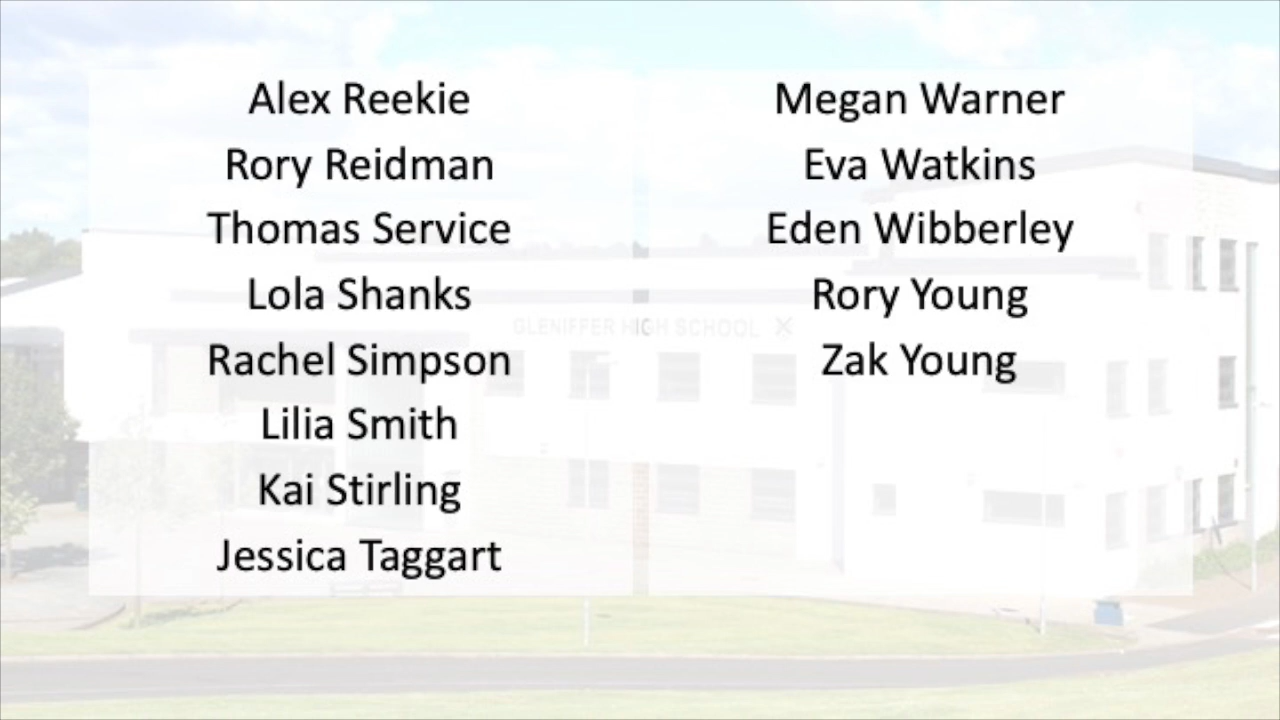 Alex Reekie
Rory Reidman
Thomas Service
Lola Shanks
Rachel Simpson
Lilia Smith
Kai Stirling
Jessica Taggart
Megan Warner
Eva Watkins
Eden Wibberley
Rory Young
Zak Young
GLENIFFER HIGH SCHOOL